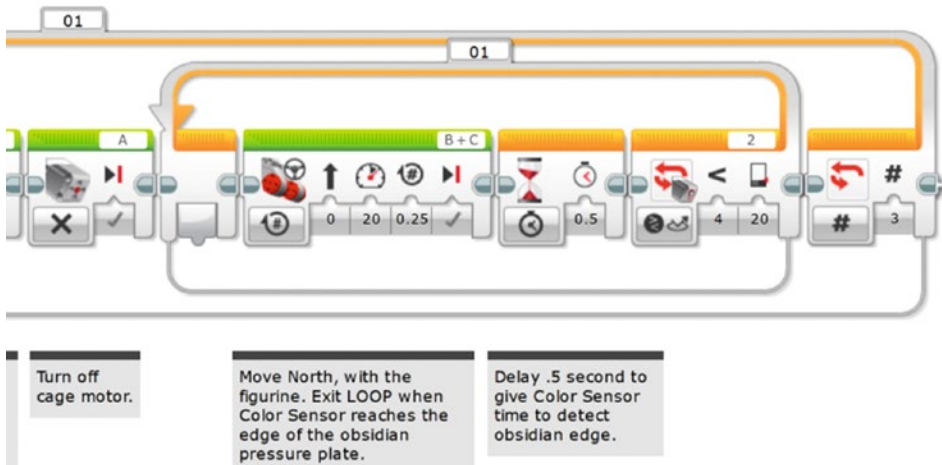 01
01
A
B + C
2
#
0
20
0.25
0.5
<
4
20
#
#
3
Turn off
cage motor.
Move North, with the
figurine. Exit LOOP when
Color Sensor reaches the
edge of the obsidian
pressure plate.
Delay .5 second to
give Color Sensor
time to detect
obsidian edge.